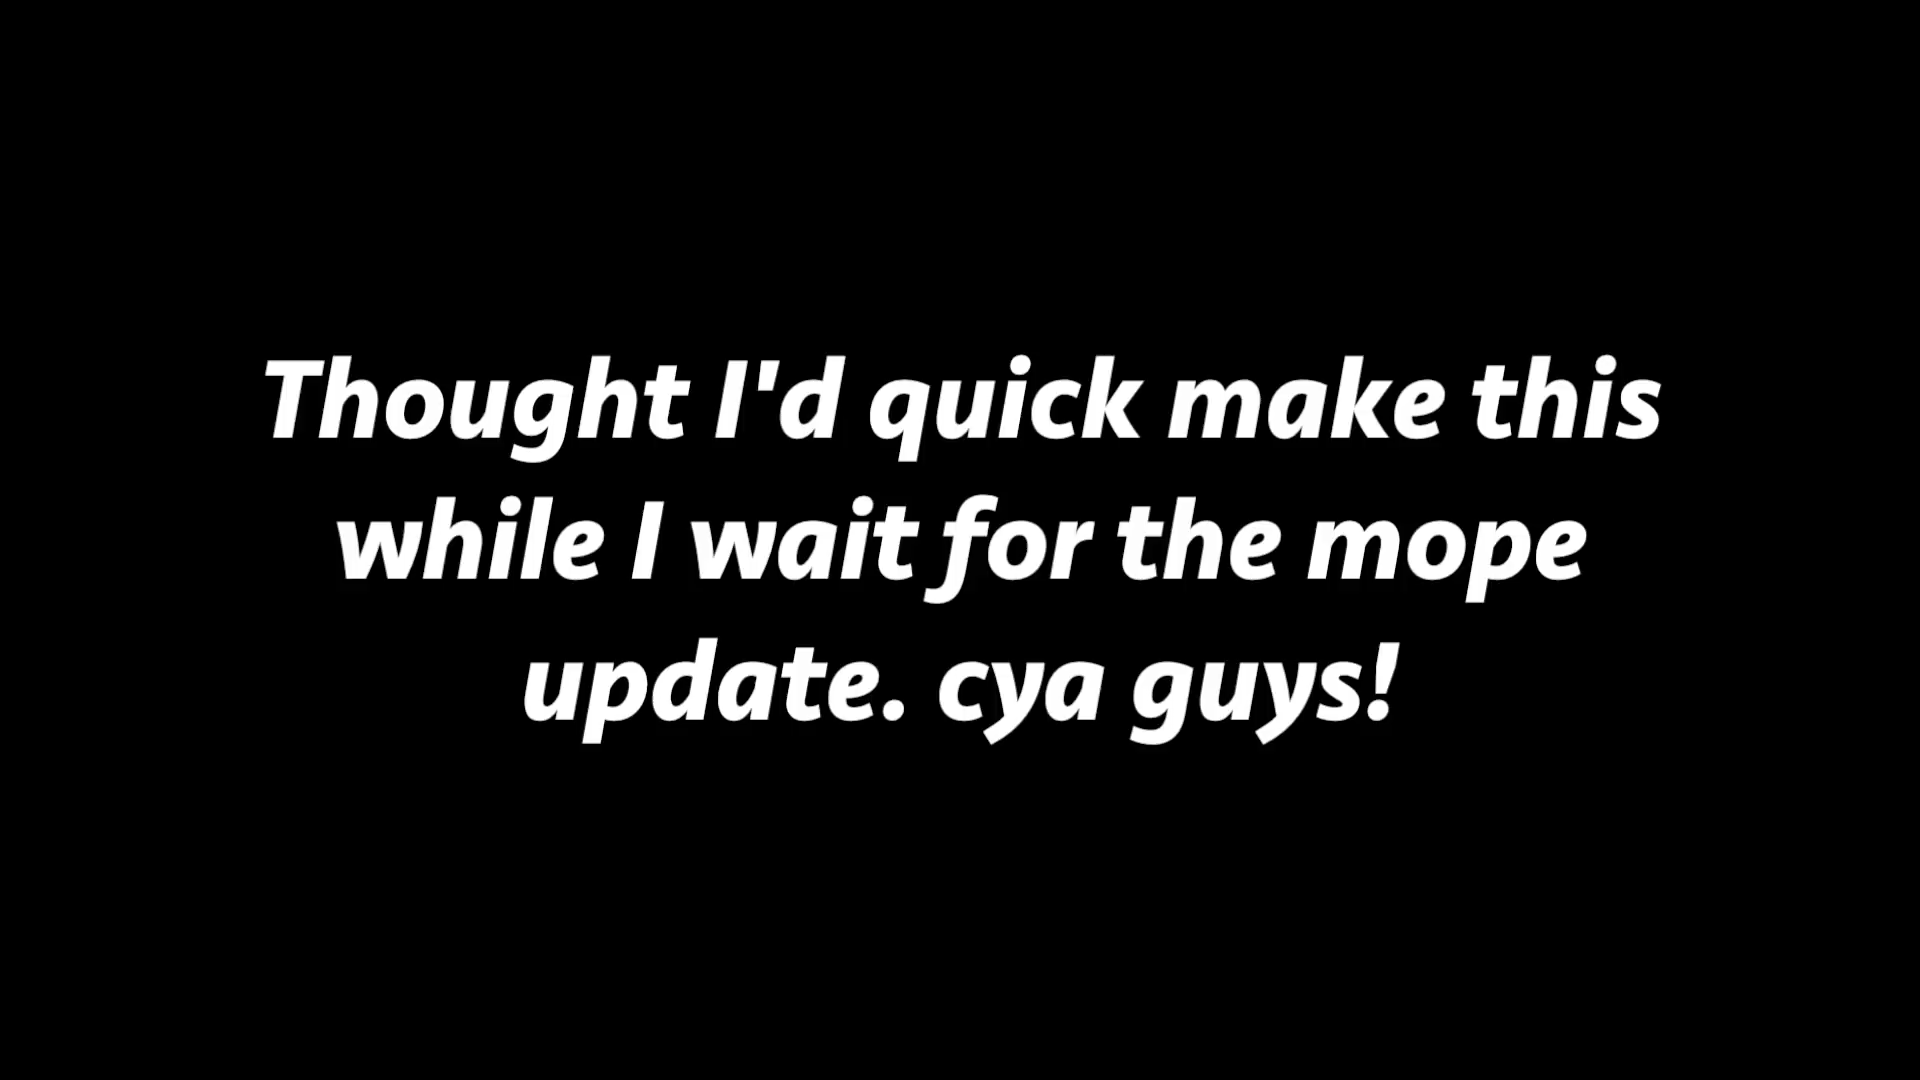 Thought I'd quick make this
while I wait for the mope
update. cya guys!